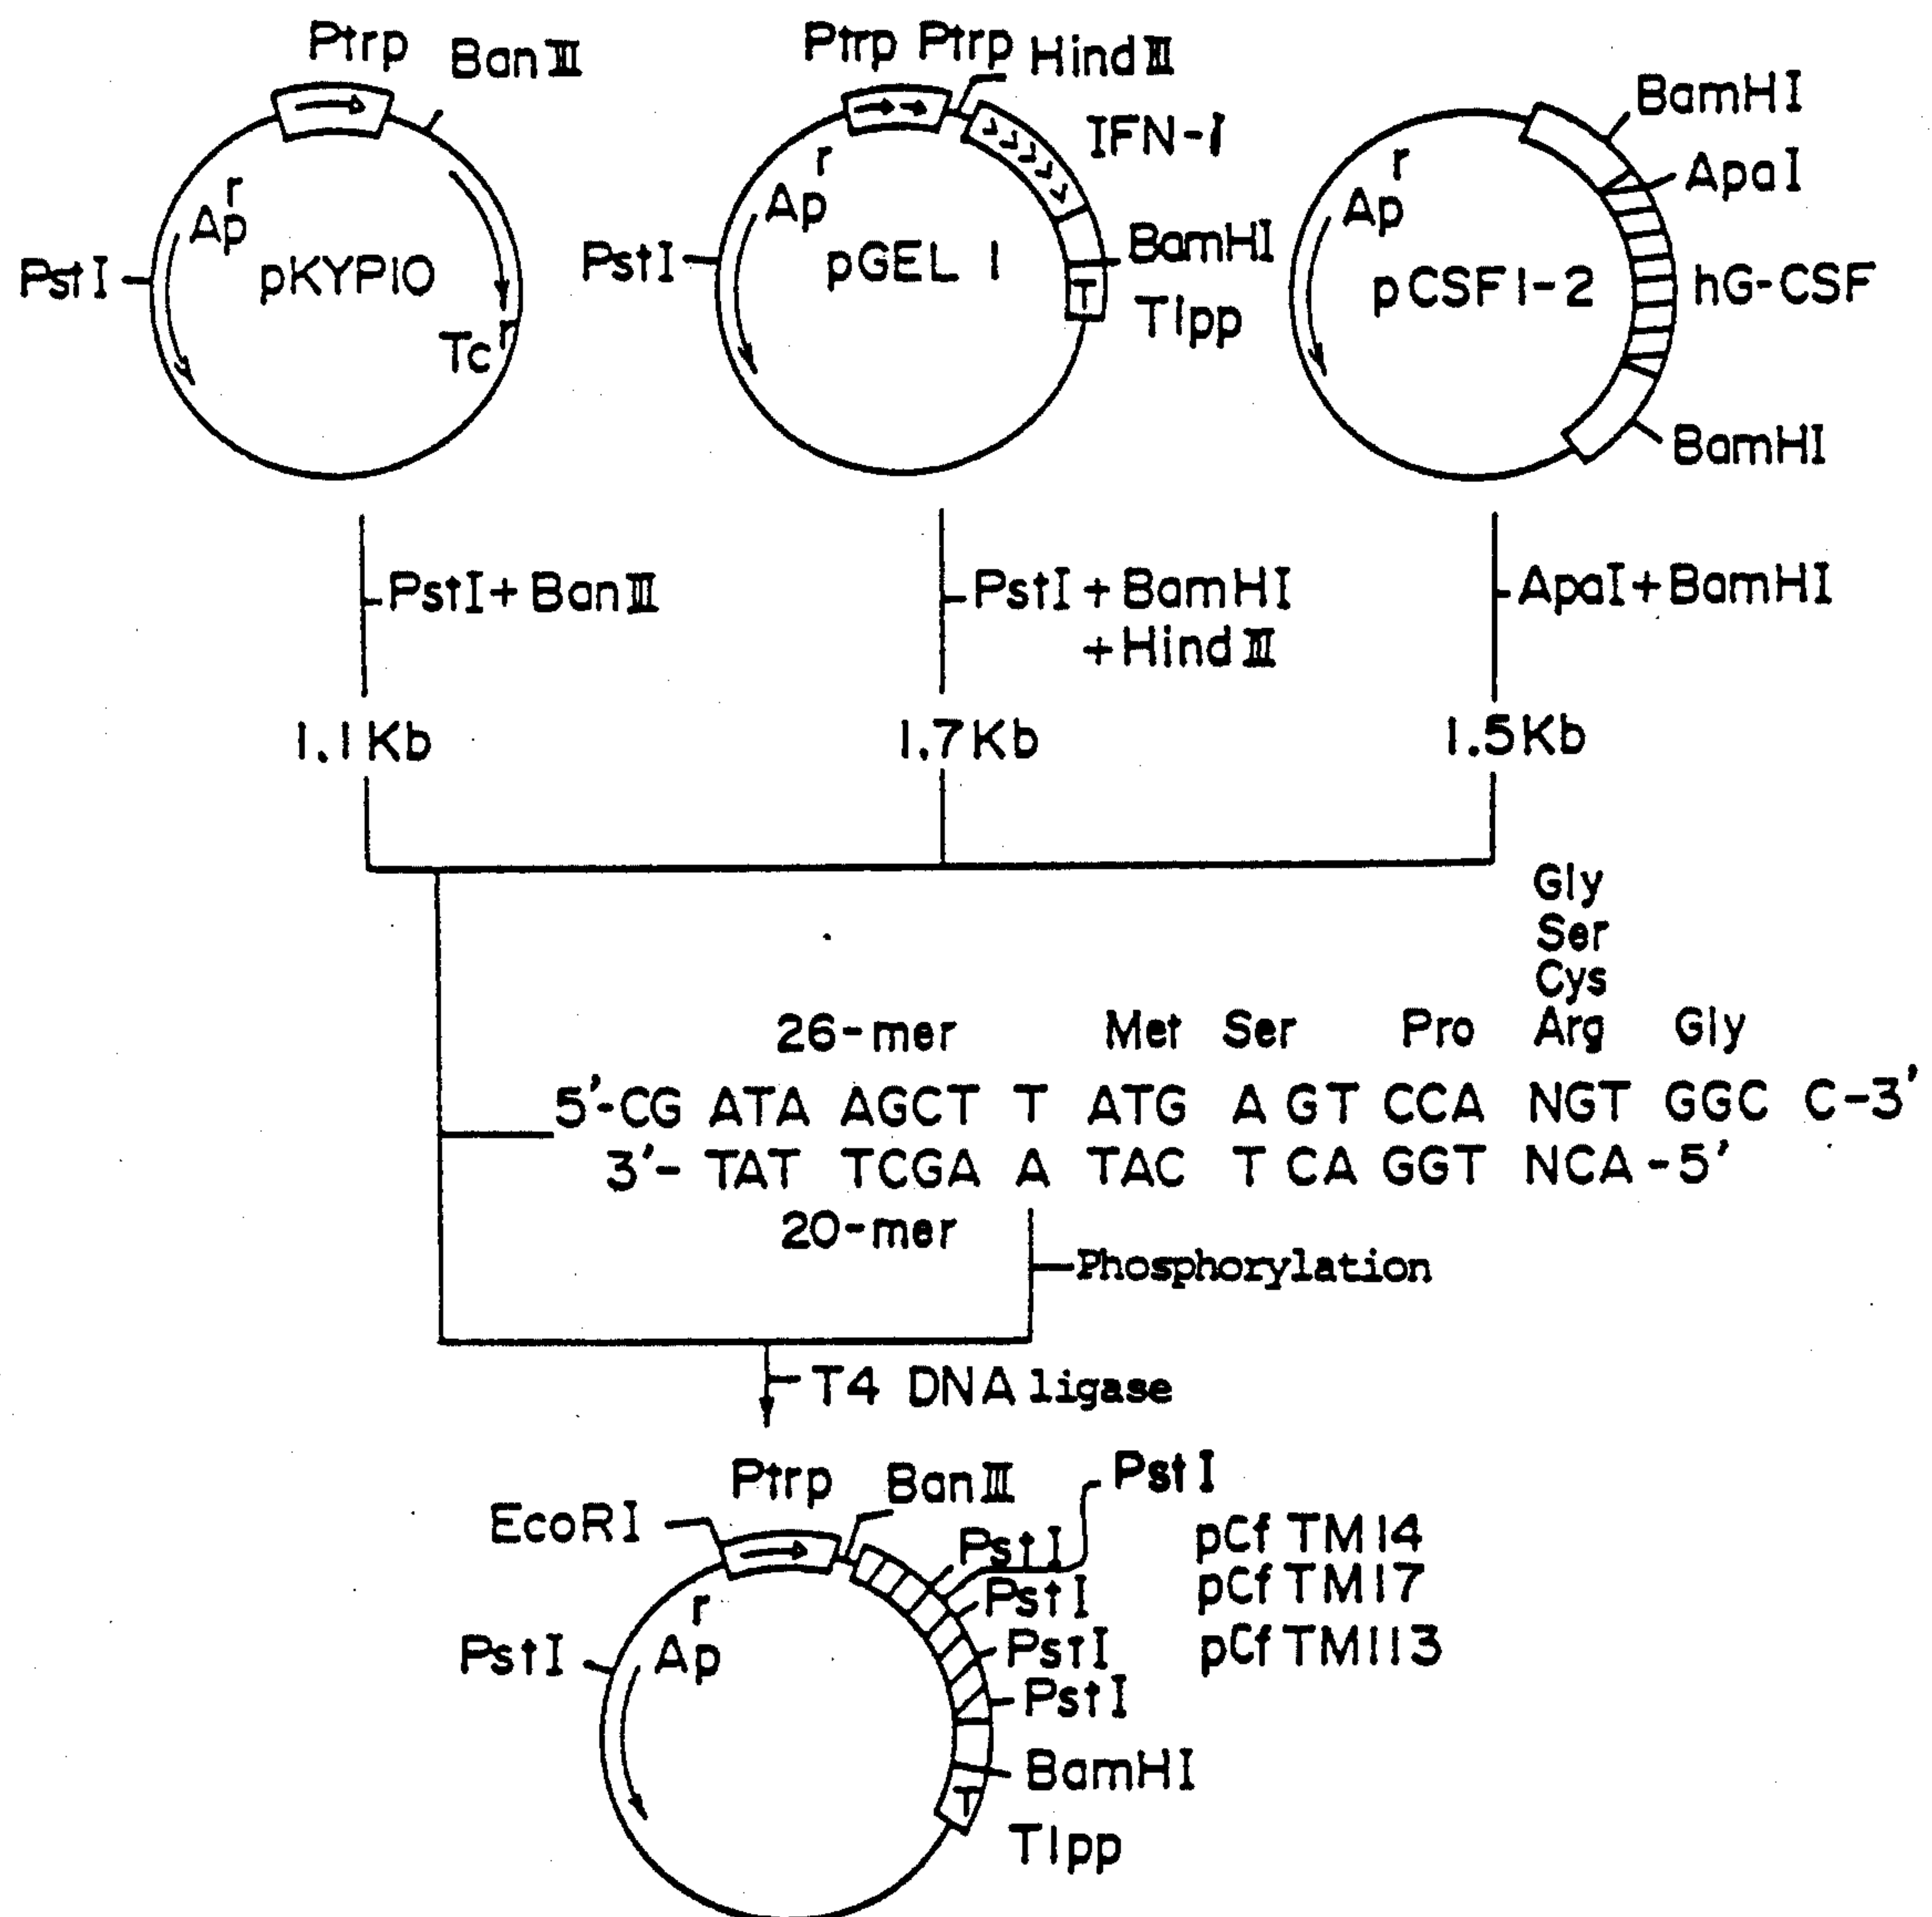 Ptrp BanIII
Ap r
PstI
pKYP10
Tc r
Ptrp Ptrp HindIII
IFN-γ
Ap r
PstI
pGEL 1
BamHI
T
Tlpp
BamHI
ApaI
Ap r
pCSF1-2
hG-CSF
BamHI
PstI+BanIII
PstI+BamHI
+HindIII
ApaI+BamHI
1.1Kb
1.7Kb
1.5Kb
Gly
Ser
Cys
26-mer Met Ser Pro Arg Gly
5'-CG ATA AGCT T ATG AGT CCA NGT GGC C-3'
3'- TAT TCGA A TAC TCA GGT NCA-5'
20-mer
Phosphorylation
T4 DNA ligase
Ptrp BanIII PstI
EcoRI
PstI
PstI
PstI
PstI
PstI
Ap r
BamHI
T
Tlpp
pCfTM14
pCfTM17
pCfTM113